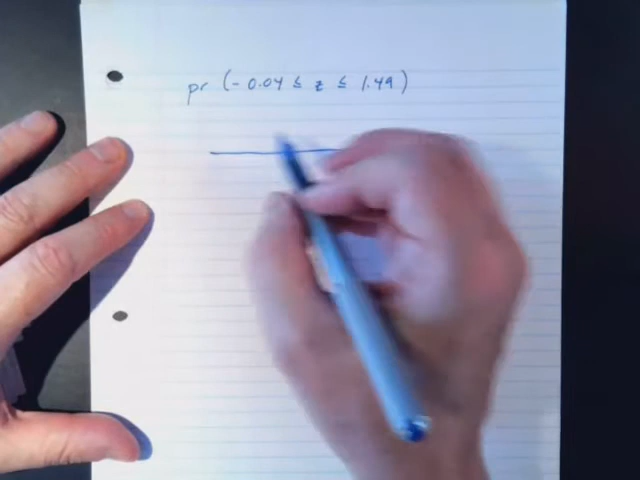 pr (- 0.04 ≤ z ≤ 1.49)